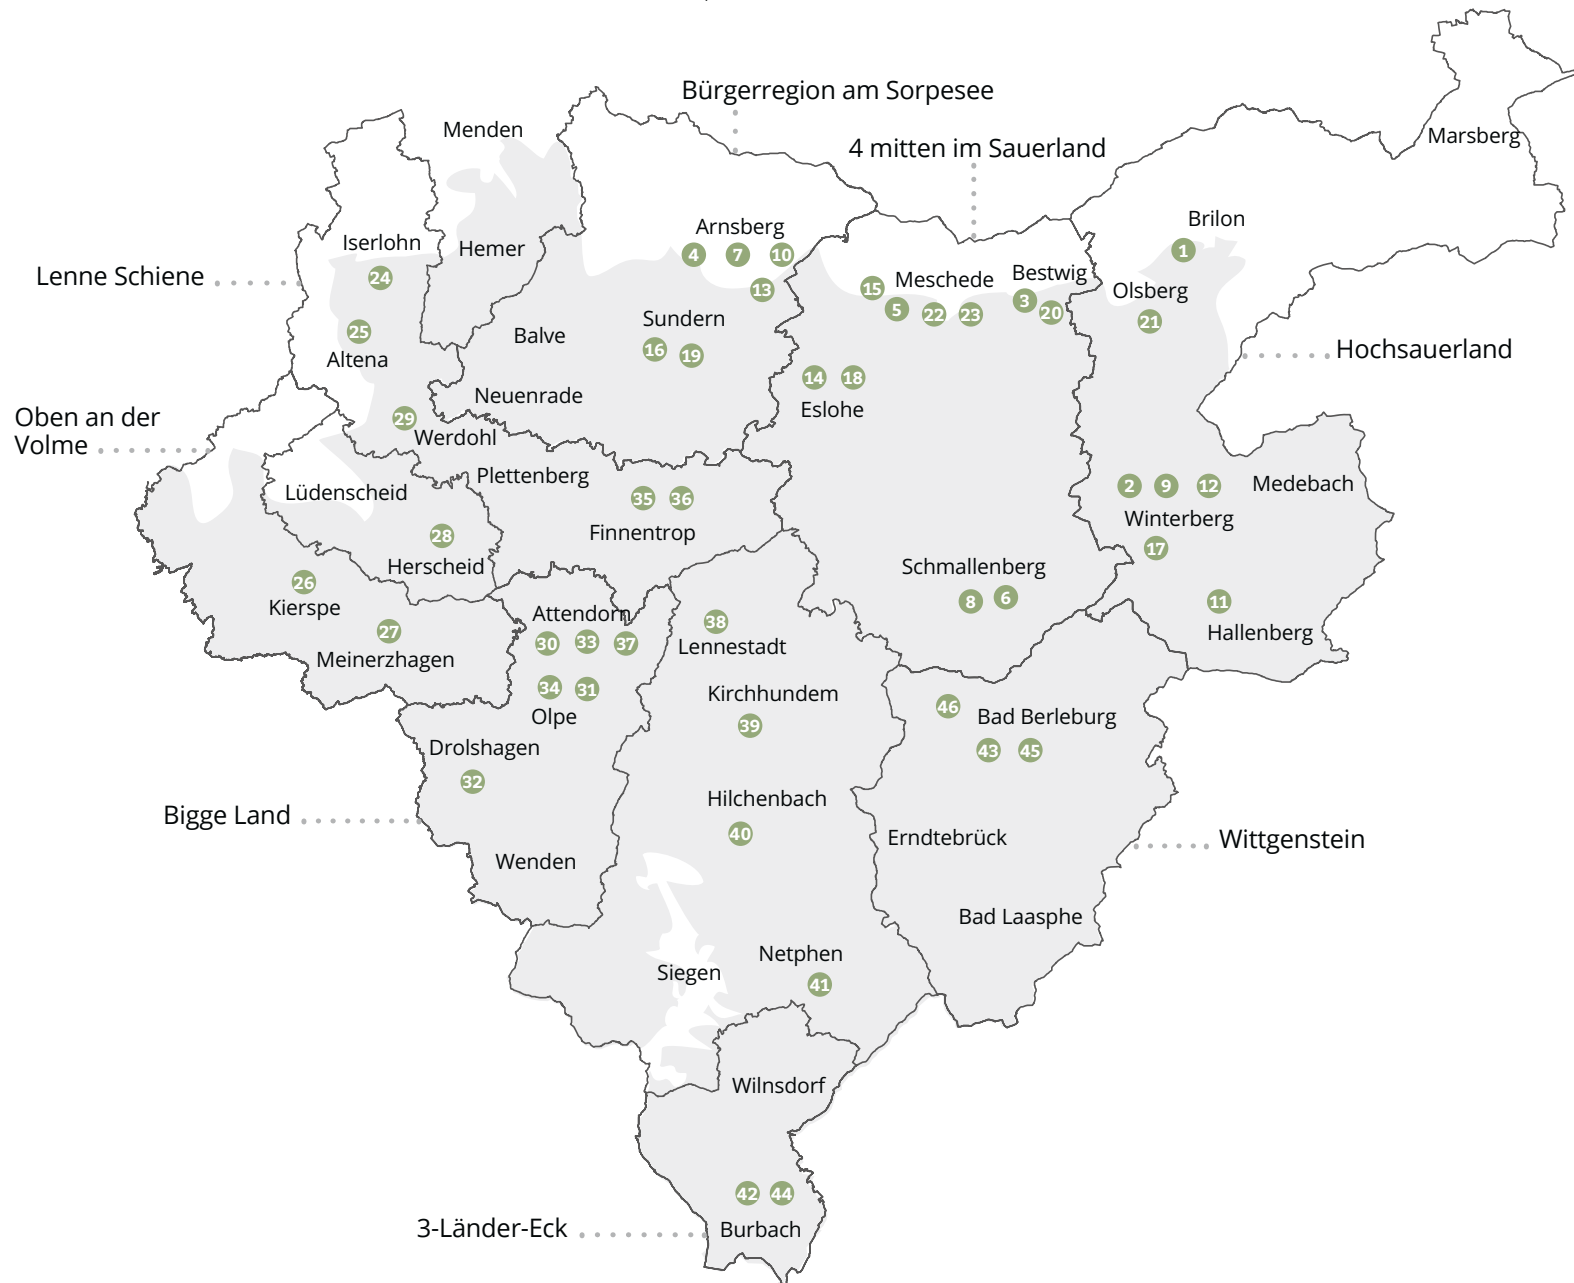 Bürgerregion am Sorpesee
Menden
Marsberg
4 mitten im Sauerland
Brilon
Arnsberg
Iserlohn
Hemer
1
4 7 10
Lenne Schiene
24
Meschede
Bestwig
15
13
Olsberg
5 22 23
3 20
21
Sundern
25
Balve
16 19
Altena
Hochsauerland
14 18
Eslohe
Neuenrade
Oben an der
Volme
29
Werdohl
Plettenberg
Lüdenscheid
35 36
2 9 12
Medebach
Winterberg
Finnentrop
28
17
Herscheid
Schmallenberg
26
Kierspe
8 6
11
Attendorn
38
27
30 33 37
Hallenberg
Lennestadt
Meinerzhagen
34 31
Kirchhundem
46
Olpe
Bad Berleburg
39
Drolshagen
43 45
32
Hilchenbach
Bigge Land
40
Erndtebrück
Wittgenstein
Wenden
Bad Laasphe
Netphen
Siegen
41
Wilnsdorf
42 44
3-Länder-Eck
Burbach